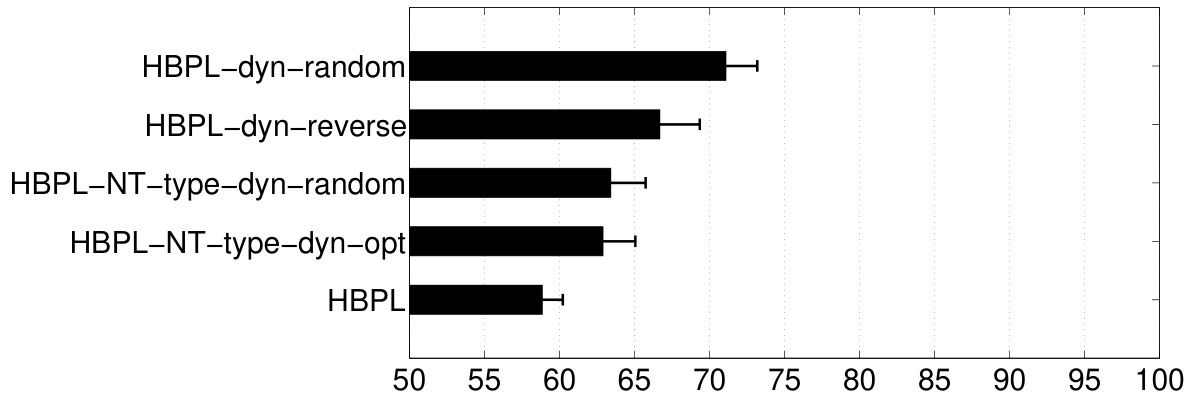 HBPL−dyn−random
HBPL−dyn−reverse
HBPL−NT−type−dyn−random
HBPL−NT−type−dyn−opt
HBPL
50 55 60 65 70 75 80 85 90 95 100